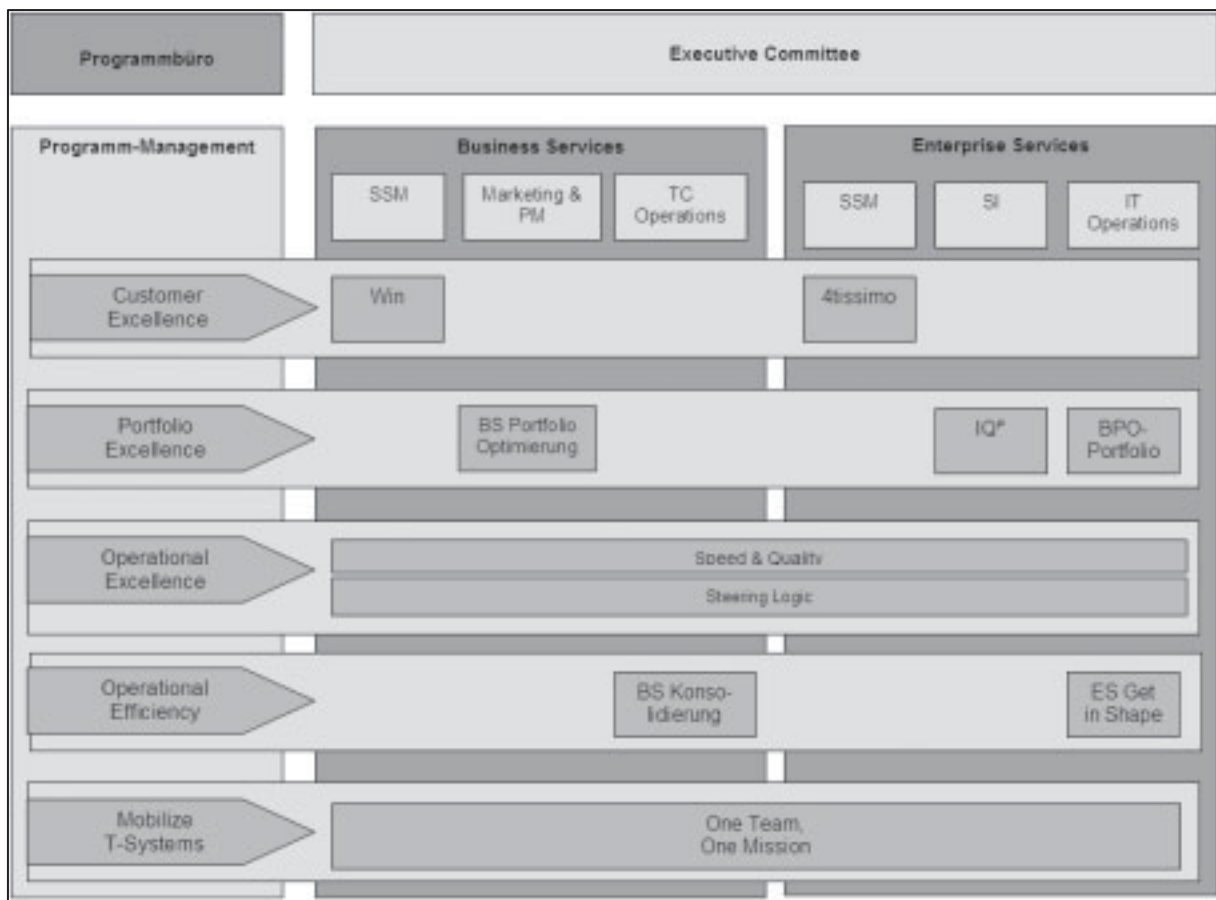 Programmbüro
Executive Committee
Programm-Management
Business Services
Enterprise Services
SSM
Marketing &
PM
TC
Operations
SSM
SI
IT
Operations
Customer
Excellence
Win
4tissimo
Portfolio
Excellence
BS Portfolio
Optimierung
BPO-
Portfolio
Operational
Excellence
Speed & Quality
Steering Logic
Operational
Efficiency
BS Konso-
lidierung
ES Get
in Shape
Mobilize
T-Systems
One Team,
One Mission